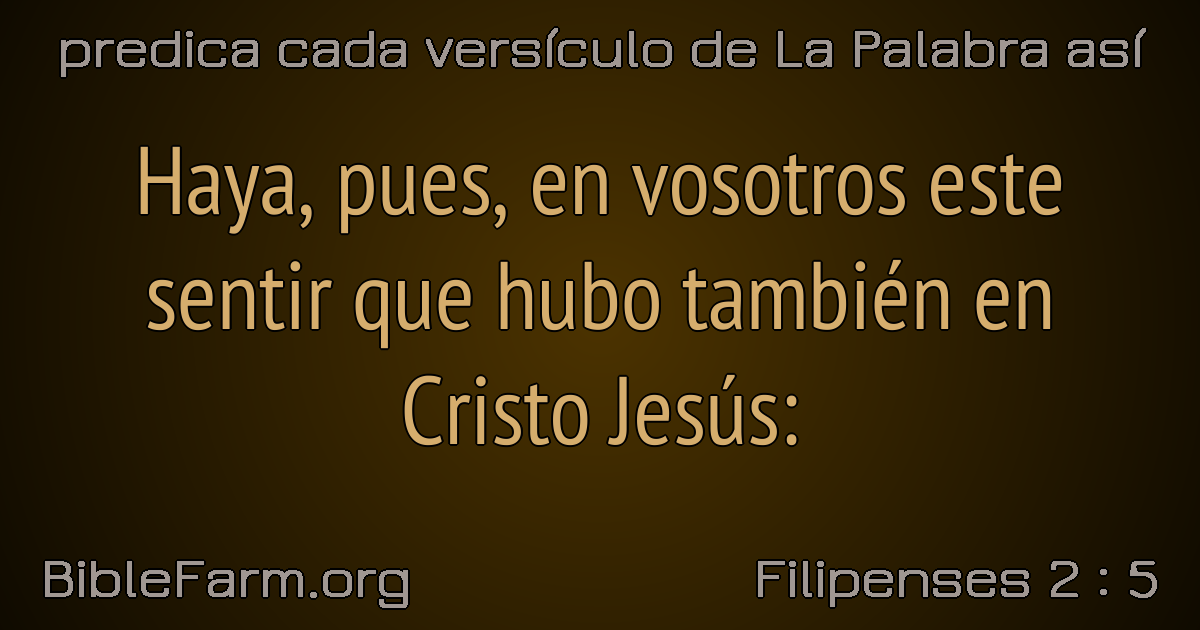 predica cada versículo de La Palabra así
Haya, pues, en vosotros este
sentir que hubo también en
Cristo Jesús:
BibleFarm.org
Filipenses 2 : 5